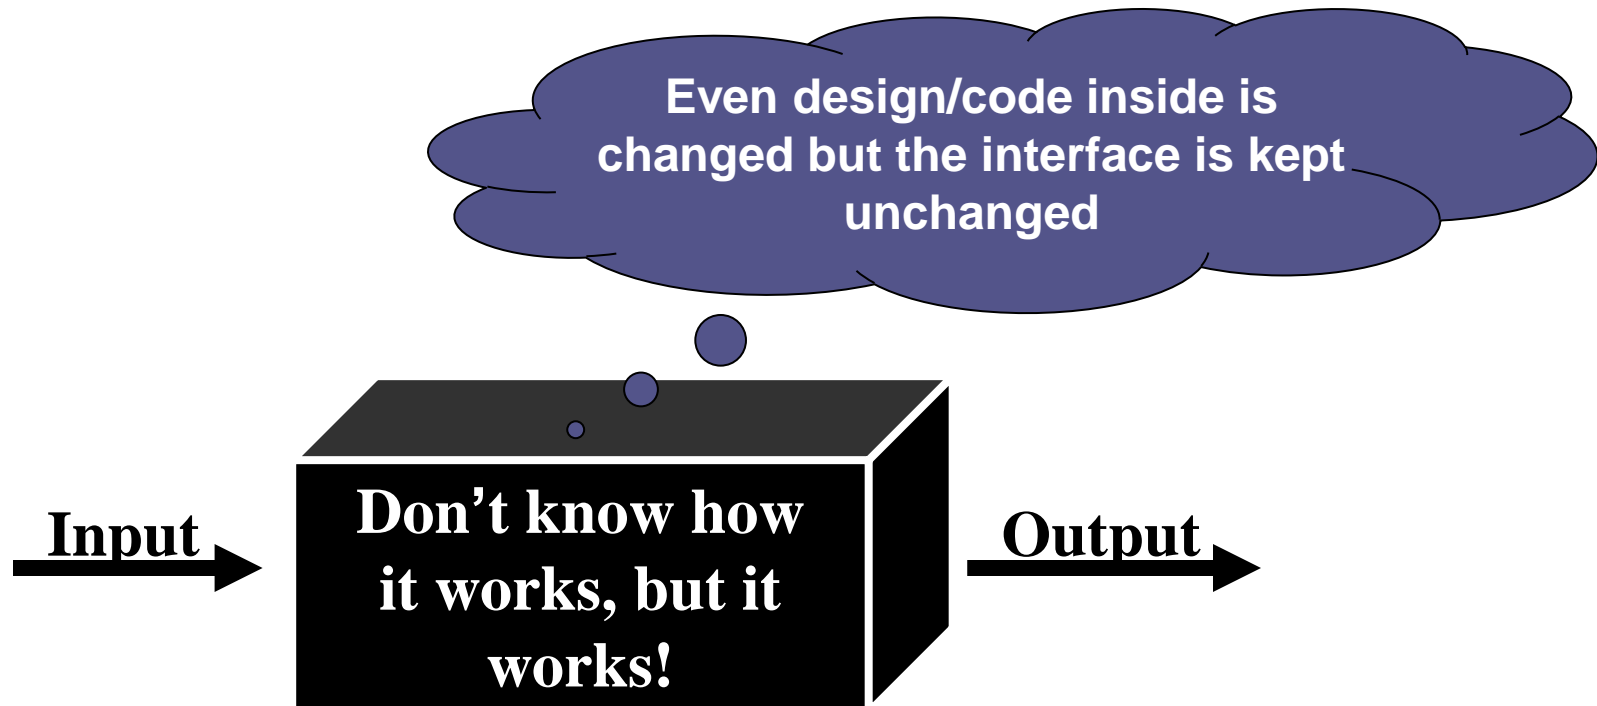 Even design/code inside is
changed but the interface is kept
unchanged
Input
Don’t know how
it works, but it
works!
Output